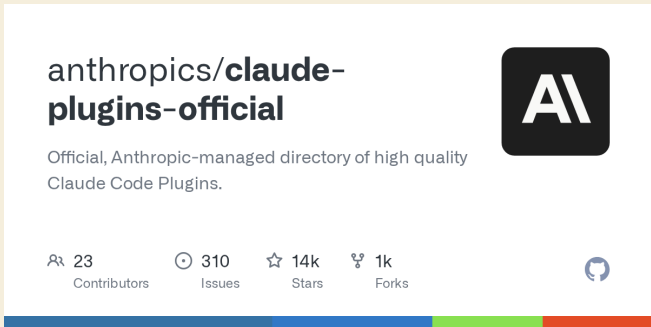 anthropics/claude-
plugins-official
Official, Anthropic-managed directory of high quality
Claude Code Plugins.
23
Contributors
310
Issues
14k
Stars
1k
Forks
A\